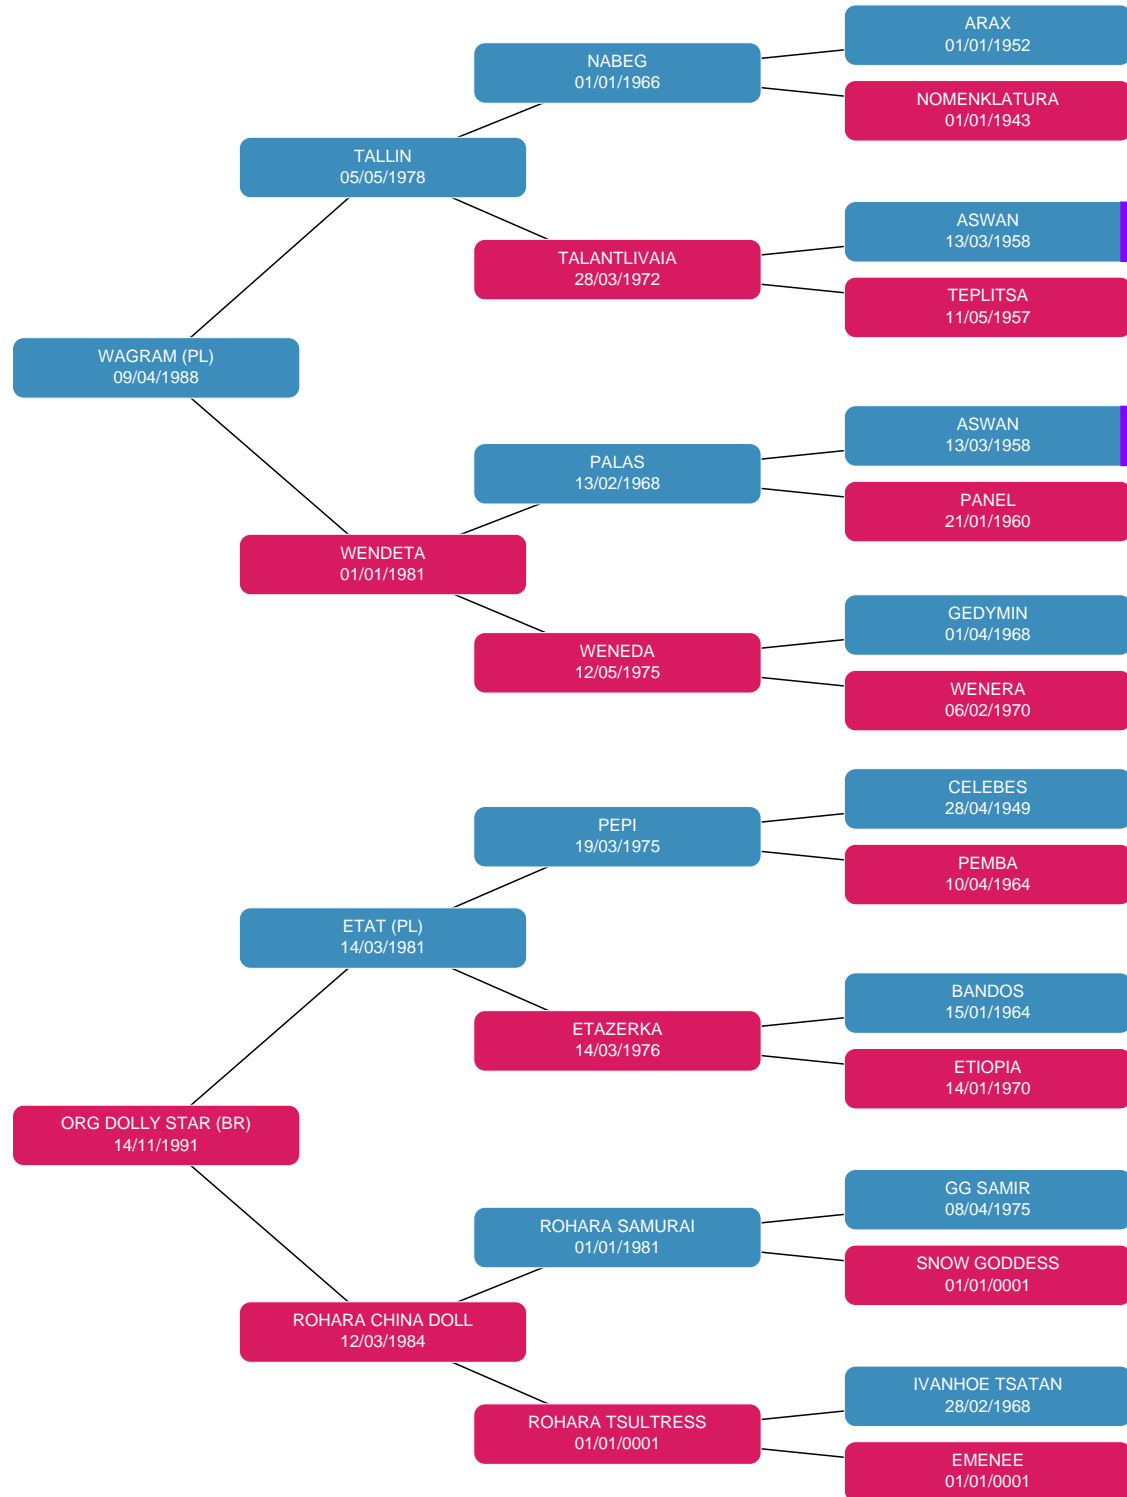 ARAX
01/01/1952
NABEG
01/01/1966
NOMENKLATURA
01/01/1943
TALLIN
05/05/1978
ASWAN
13/03/1958
TALANTLIVAIA
28/03/1972
TEPLITSA
11/05/1957
WAGRAM (PL)
09/04/1988
ASWAN
13/03/1958
PALAS
13/02/1968
PANEL
21/01/1960
WENDETA
01/01/1981
GEDYMIN
01/04/1968
WENEDA
12/05/1975
WENERA
06/02/1970
CELEBES
28/04/1949
PEPI
19/03/1975
PEMBA
10/04/1964
ETAT (PL)
14/03/1981
BANDOS
15/01/1964
ETAZERKA
14/03/1976
ETIOPIA
14/01/1970
ORG DOLLY STAR (BR)
14/11/1991
GG SAMIR
08/04/1975
ROHARA SAMURAI
01/01/1981
SNOW GODDESS
01/01/0001
ROHARA CHINA DOLL
12/03/1984
IVANHOE TSATAN
28/02/1968
ROHARA TSULTRESS
01/01/0001
EMENEE
01/01/0001